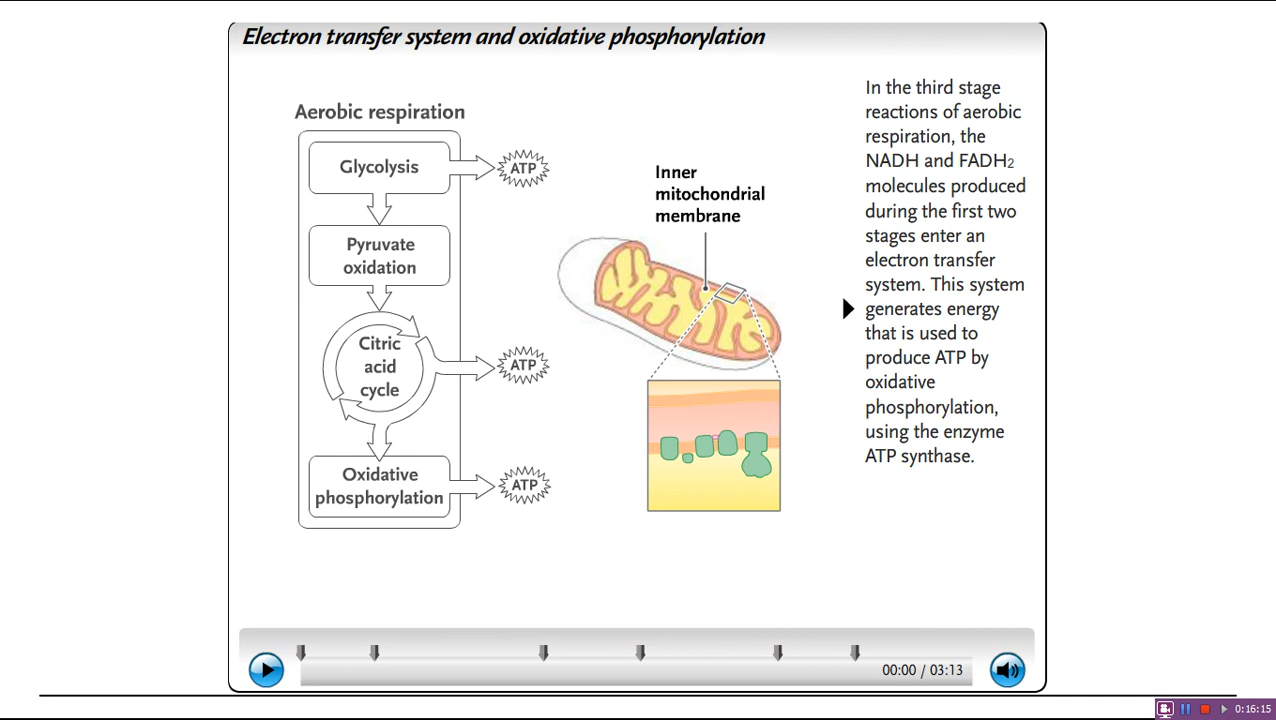 Electron transfer system and oxidative phosphorylation
Aerobic respiration
Glycolysis
ATP
Pyruvate
oxidation
Citric
acid
cycle
ATP
Oxidative
phosphorylation
ATP
Inner
mitochondrial
membrane
In the third stage
reactions of aerobic
respiration, the
NADH and FADH₂
molecules produced
during the first two
stages enter an
electron transfer
system. This system
generates energy
that is used to
produce ATP by
oxidative
phosphorylation,
using the enzyme
ATP synthase.
00:00 / 03:13
0:16:15